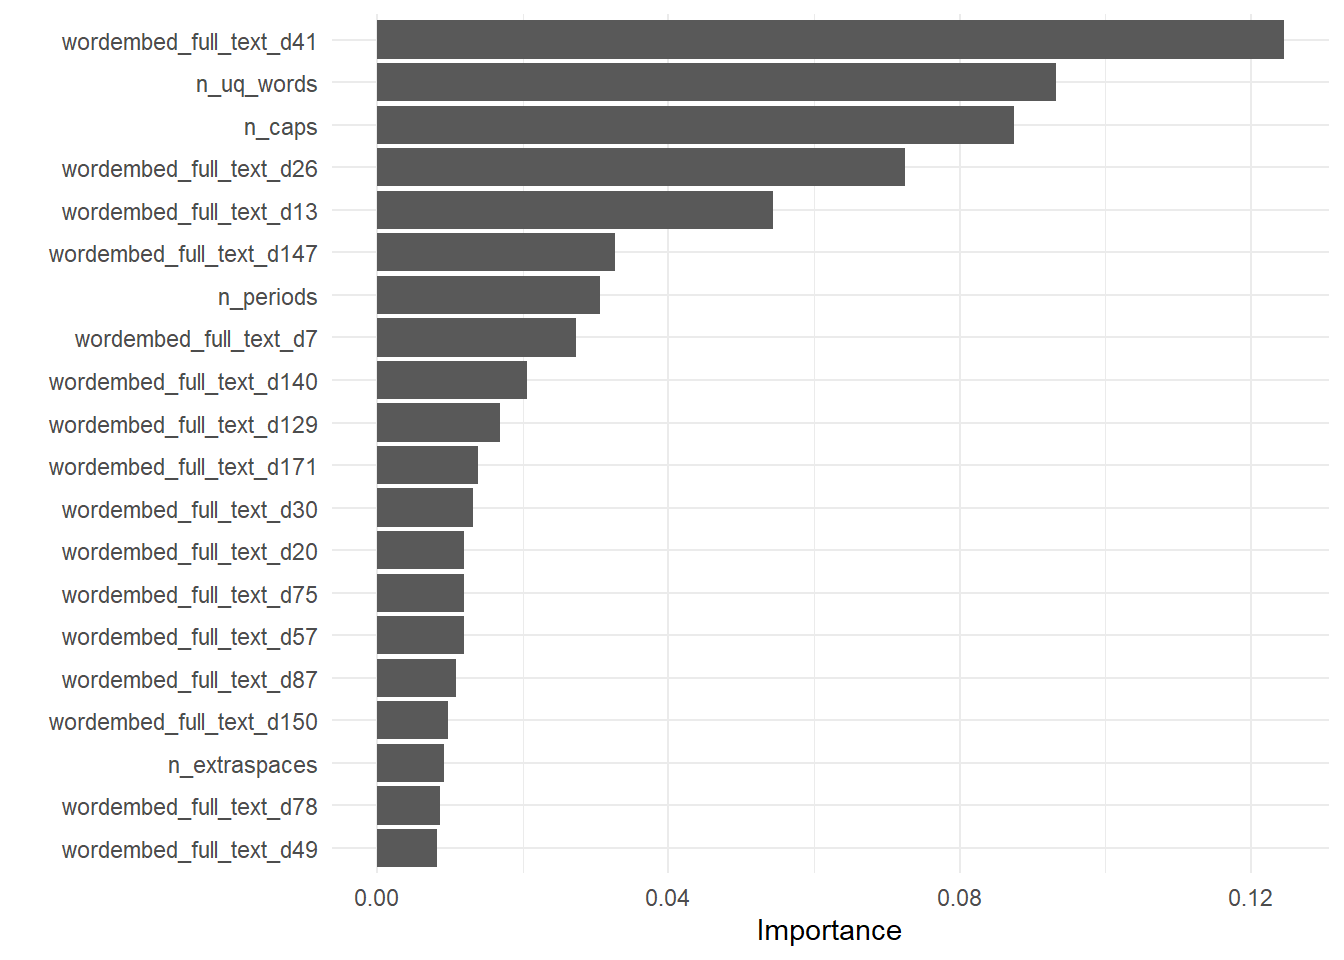 wordembed_full_text_d41
n_uq_words
n_caps
wordembed_full_text_d26
wordembed_full_text_d13
wordembed_full_text_d147
n_periods
wordembed_full_text_d7
wordembed_full_text_d140
wordembed_full_text_d129
wordembed_full_text_d171
wordembed_full_text_d30
wordembed_full_text_d20
wordembed_full_text_d75
wordembed_full_text_d57
wordembed_full_text_d87
wordembed_full_text_d150
n_extraspaces
wordembed_full_text_d78
wordembed_full_text_d49
0.00 0.04 0.08 0.12
Importance